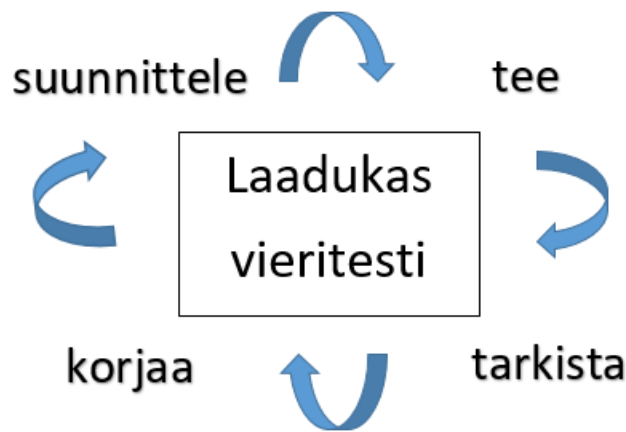 suunnittele
tee
Laadukas
vieritesti
korjaa
tarkista